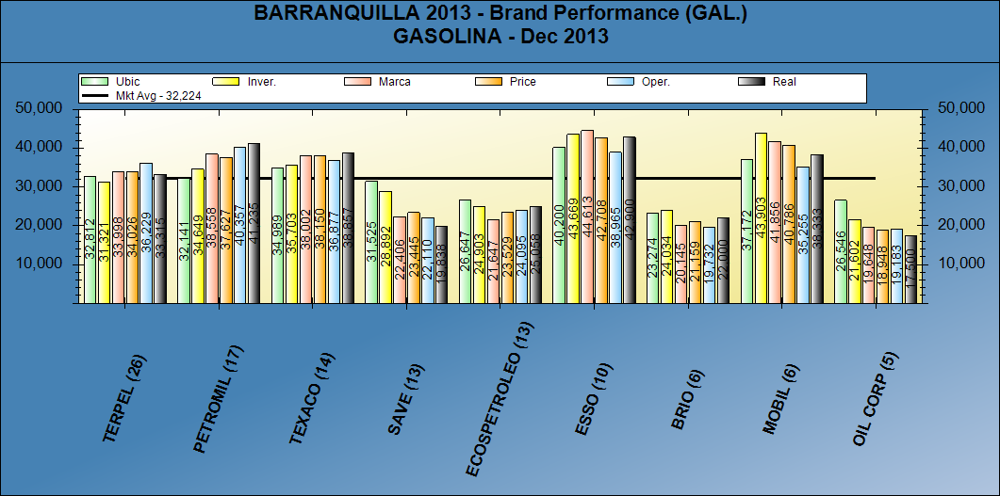 BARRANQUILLA 2013 - Brand Performance (GAL.)
GASOLINA - Dec 2013
Ubic Inver. Marca Price Oper. Real
Mkt Avg - 32,224
50,000 50,000
40,000 40,000
30,000 30,000
20,000 20,000
10,000 10,000
32,812 31,321 33,998 34,026 36,229 33,315
32,141 34,649 38,558 37,627 40,357 41,235
34,989 35,703 38,002 38,150 36,877 38,857
31,525 28,892 22,406 23,445 22,110 19,838
26,647 24,903 21,647 23,529 24,095 25,058
40,200 43,669 44,613 42,708 38,965 42,900
23,274 24,034 20,145 21,159 19,732 22,000
37,172 43,903 41,856 40,786 35,255 38,333
26,546 21,602 19,648 18,948 19,183 17,500
TERPEL (26)
PETROMIL (17)
TEXACO (14)
SAVE (13)
ECOSPETROLEO (13)
ESSO (10)
BRIO (6)
MOBIL (6)
OIL CORP (5)